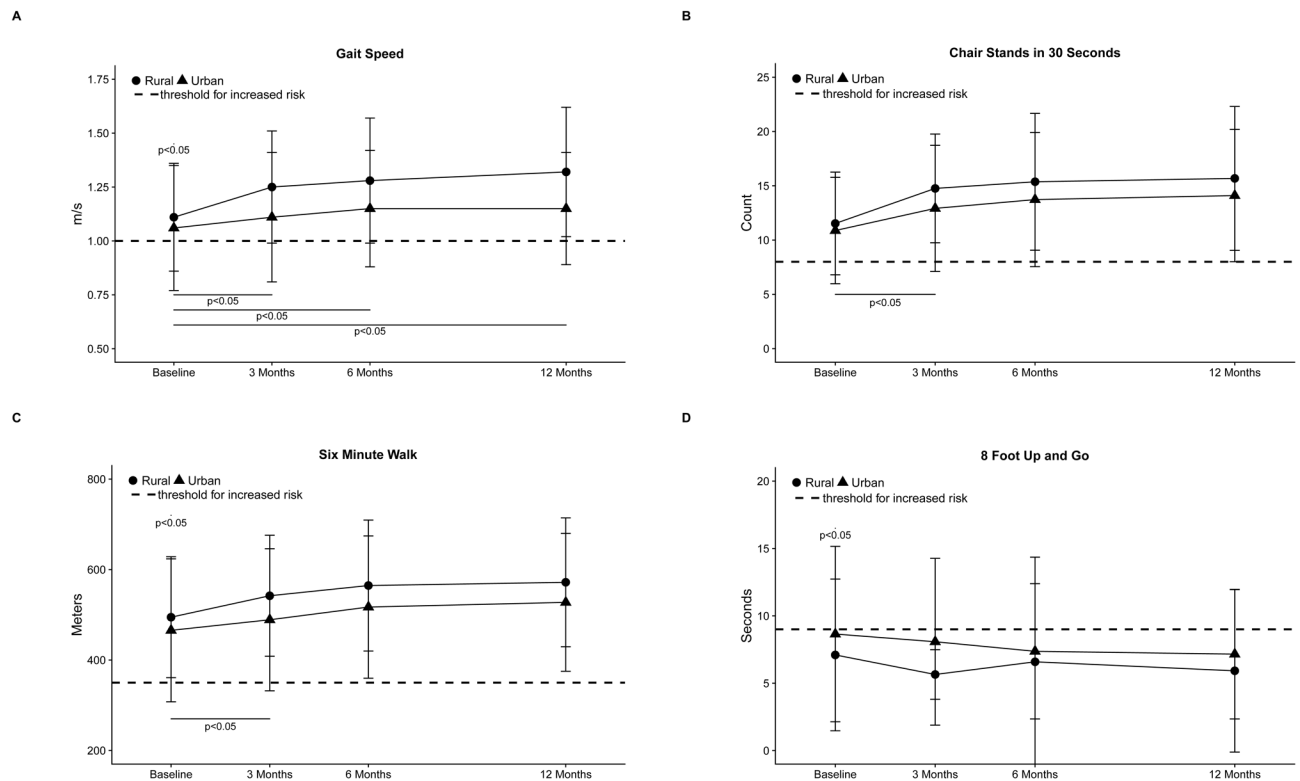 A
Gait Speed
Rural Urban
threshold for increased risk
1.75
1.50
1.25
1.00
0.75
0.50
m/s
p<0.05
p<0.05
p<0.05
p<0.05
Baseline 3 Months 6 Months 12 Months
B
Chair Stands in 30 Seconds
Rural Urban
threshold for increased risk
25
20
15
10
5
0
Count
p<0.05
Baseline 3 Months 6 Months 12 Months
C
Six Minute Walk
Rural Urban
threshold for increased risk
800
600
400
200
Meters
p<0.05
p<0.05
Baseline 3 Months 6 Months 12 Months
D
8 Foot Up and Go
Rural Urban
threshold for increased risk
20
15
10
5
0
Seconds
p<0.05
Baseline 3 Months 6 Months 12 Months